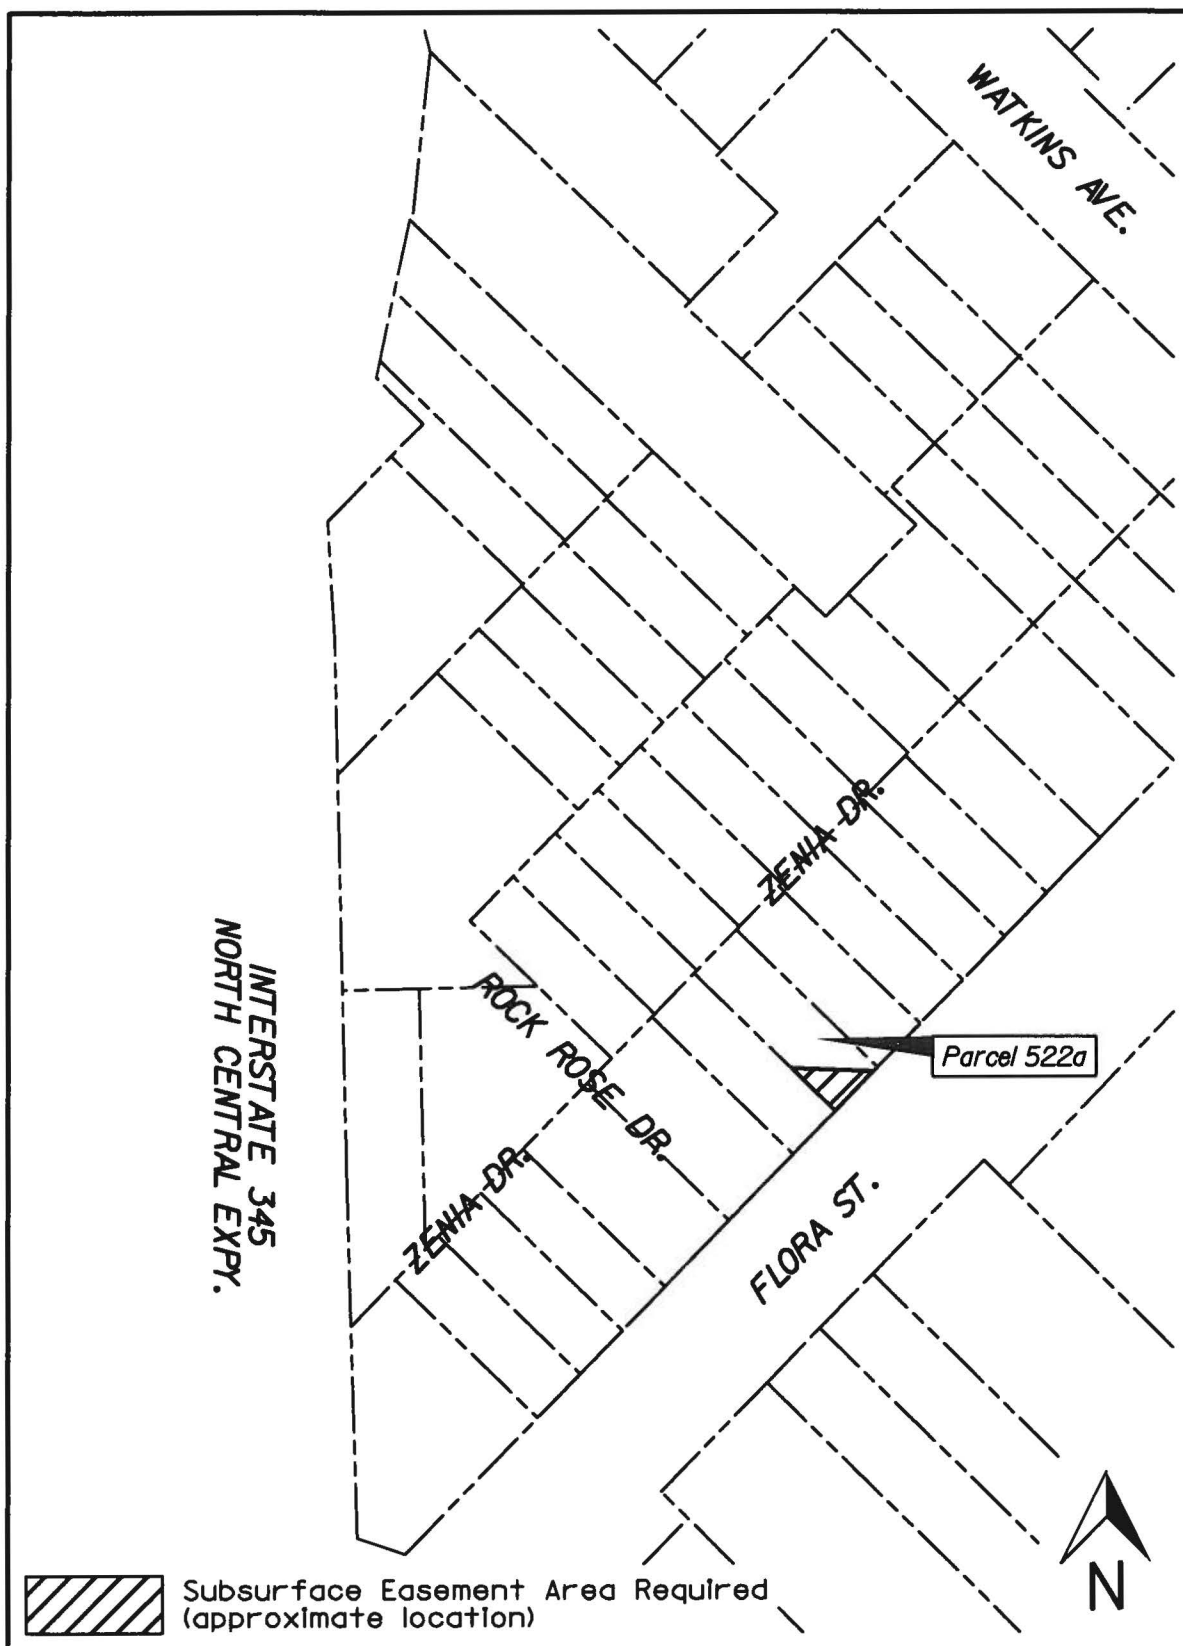 WATKINS AVE.
ZENIA DR.
ROCK ROSE DR.
INTERSTATE 345
NORTH CENTRAL EXPY.
Parcel 522a
ZENIA DR.
FLORA ST.
N
Subsurface Easement Area Required
(approximate location)